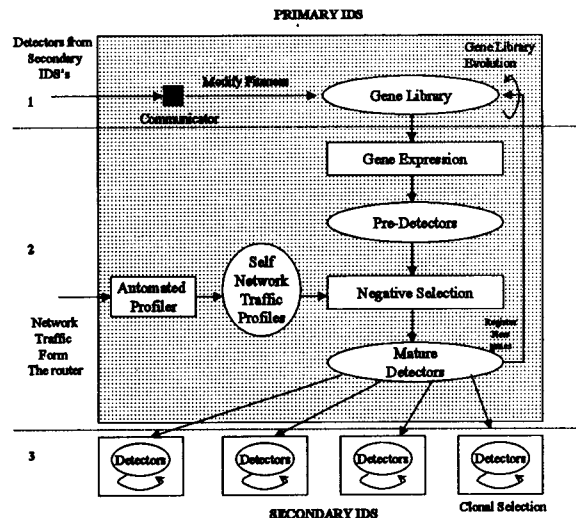 PRIMARY IDS
Detectors from
Secondary
IDS's
Gene Library
Evolution
1
Modify Fitness
Gene Library
Communicator
Gene Expression
Pre-Detectors
2
Self
Network
Traffic
Profiles
Automated
Profiler
Negative Selection
Network
Traffic
Form
The router
Register
New
Mature
Detectors
3
Detectors
Detectors
Detectors
Detectors
SECONDARY IDS
Clonal Selection